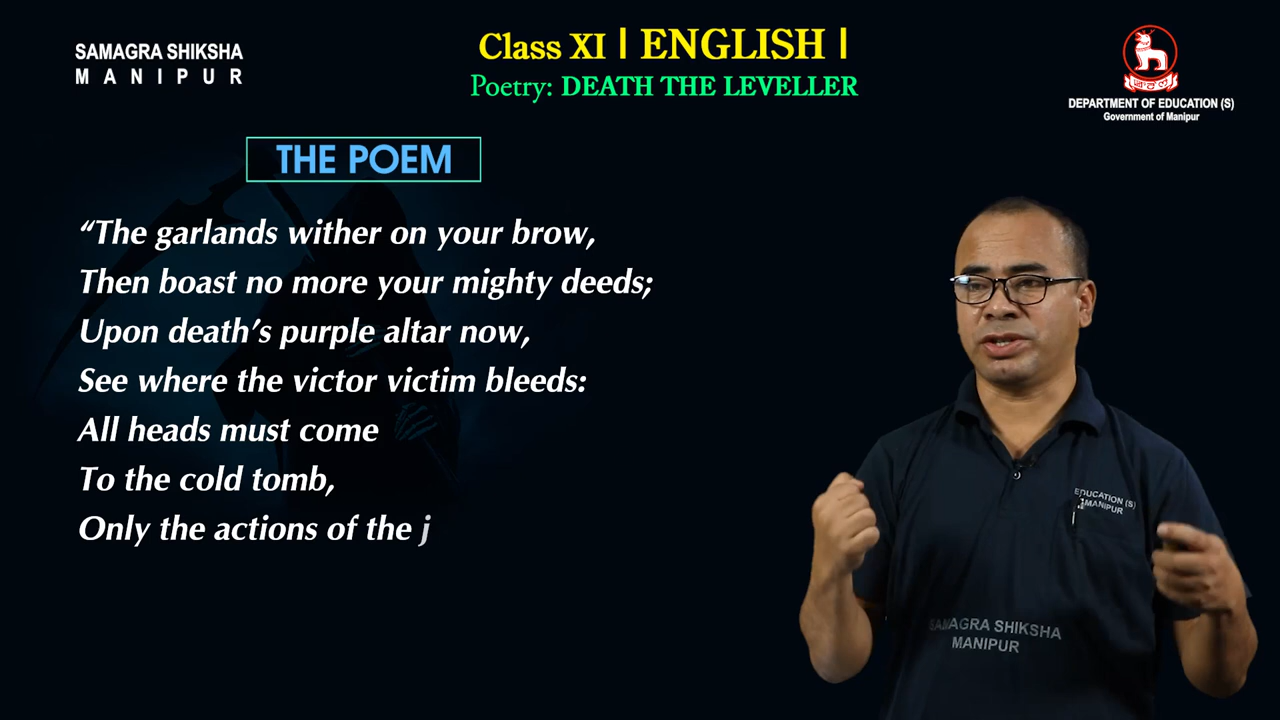 SAMAGRA SHIKSHA
MANIPUR
Class XI | ENGLISH |
Poetry: DEATH THE LEVELLER
DEPARTMENT OF EDUCATION (S)
Government of Manipur
THE POEM
“The garlands wither on your brow,
Then boast no more your mighty deeds;
Upon death’s purple altar now,
See where the victor victim bleeds:
All heads must come
To the cold tomb,
Only the actions of the j
EDUCATION (S)
MANIPUR
SAMAGRA SHIKSHA
MANIPUR